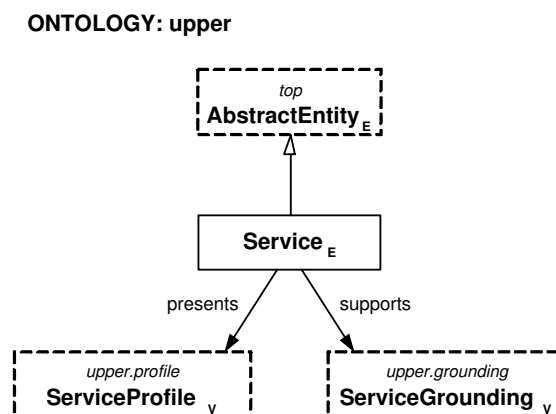 ONTOLOGY: upper
top
AbstractEntity E
Service E
presents supports
upper.profile upper.grounding
ServiceProfile V ServiceGrounding V